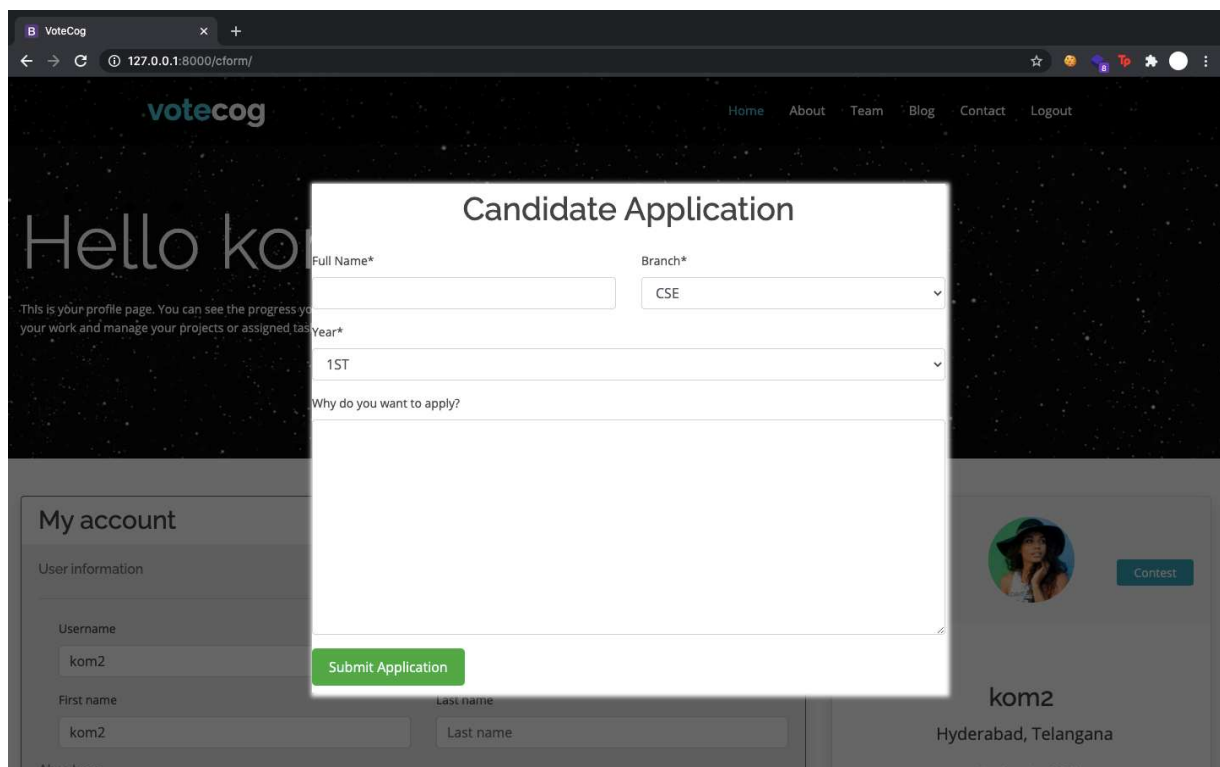 VoteCog
127.0.0.1:8000/cform/
votecog
Home About Team Blog Contact Logout
Hello ko
This is your profile page. You can see the progress yo
your work and manage your projects or assigned tas
Candidate Application
Full Name*
Branch*
CSE
Year*
1ST
Why do you want to apply?
Submit Application
My account
User information
Username
kom2
First name
kom2
Last name
Last name
Contest
kom2
Hyderabad, Telangana